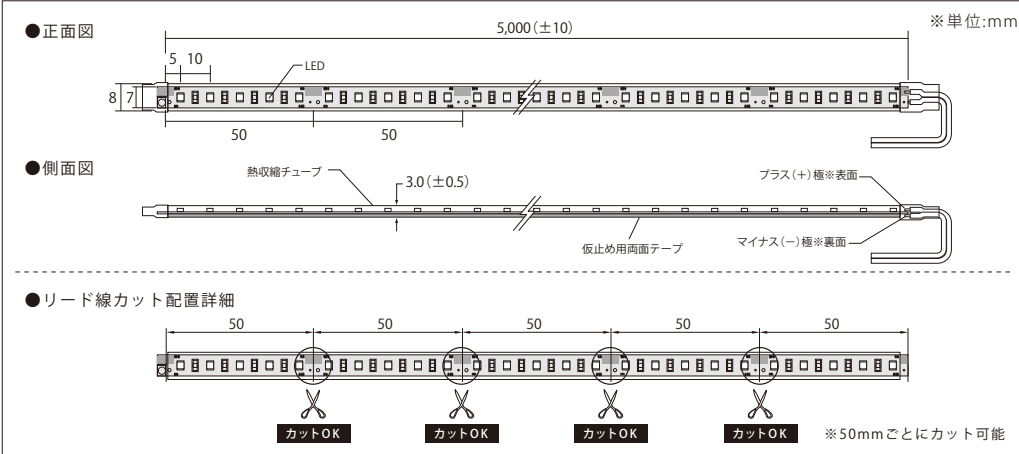 ●正面図
5,000(±10)
※単位:mm
5 10
LED
8 7
50 50
●側面図
熱収縮チューブ
3.0(±0.5)
プラス(+)極※表面
仮止め用両面テープ
マイナス(−)極※裏面
●リード線カット配置詳細
50 50 50 50 50
カットOK カットOK カットOK カットOK
※50mmごとにカット可能